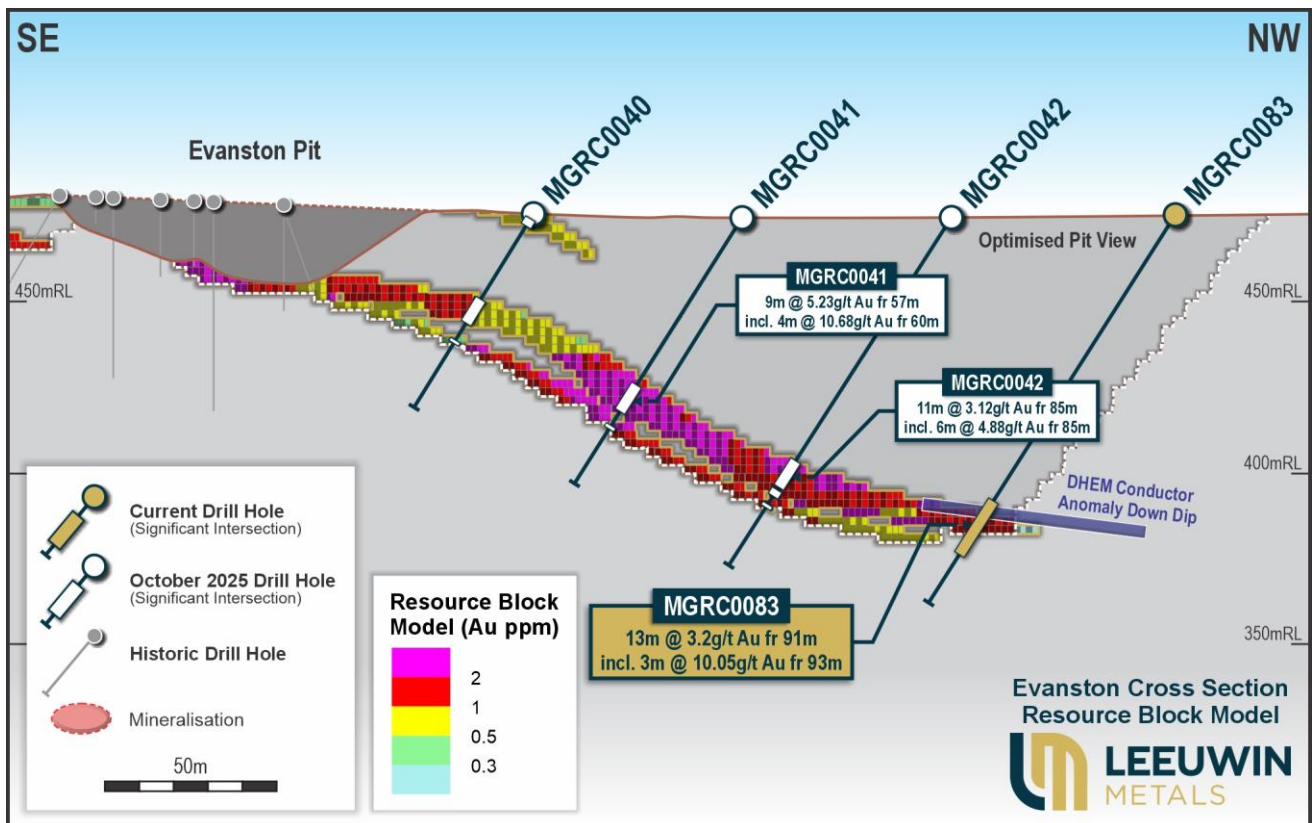 SE
NW
Evanston Pit
MGRC0040
MGRC0041
MGRC0042
MGRC0083
Optimised Pit View
450mRL
450mRL
MGRC0041
9m @ 5.23g/t Au fr 57m
incl. 4m @ 10.68g/t Au fr 60m
MGRC0042
11m @ 3.12g/t Au fr 85m
incl. 6m @ 4.88g/t Au fr 85m
400mRL
DHEM Conductor
Anomaly Down Dip
MGRC0083
13m @ 3.2g/t Au fr 91m
incl. 3m @ 10.05g/t Au fr 93m
350mRL
Current Drill Hole
(Significant Intersection)
October 2025 Drill Hole
(Significant Intersection)
Historic Drill Hole
Mineralisation
50m
Resource Block
Model (Au ppm)
2
1
0.5
0.3
Evanston Cross Section
Resource Block Model
LEEUWIN
METALS